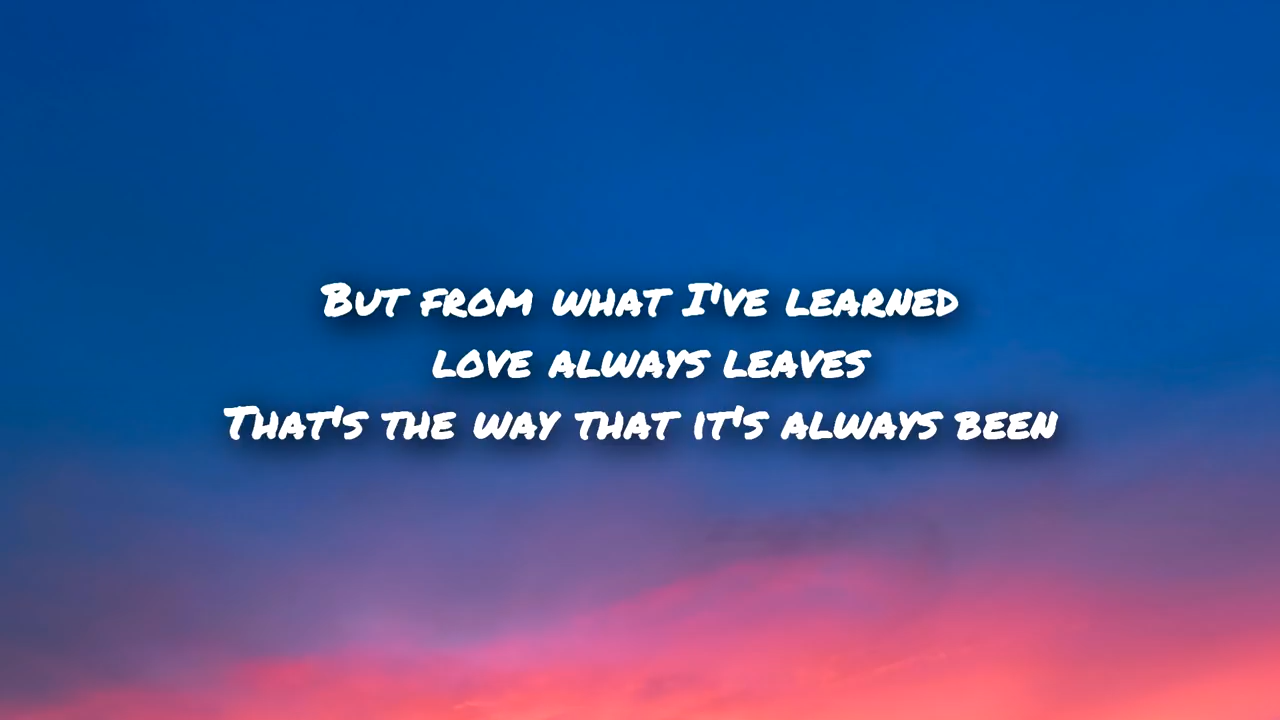 But from what I've learned
love always leaves
That's the way that it's always been